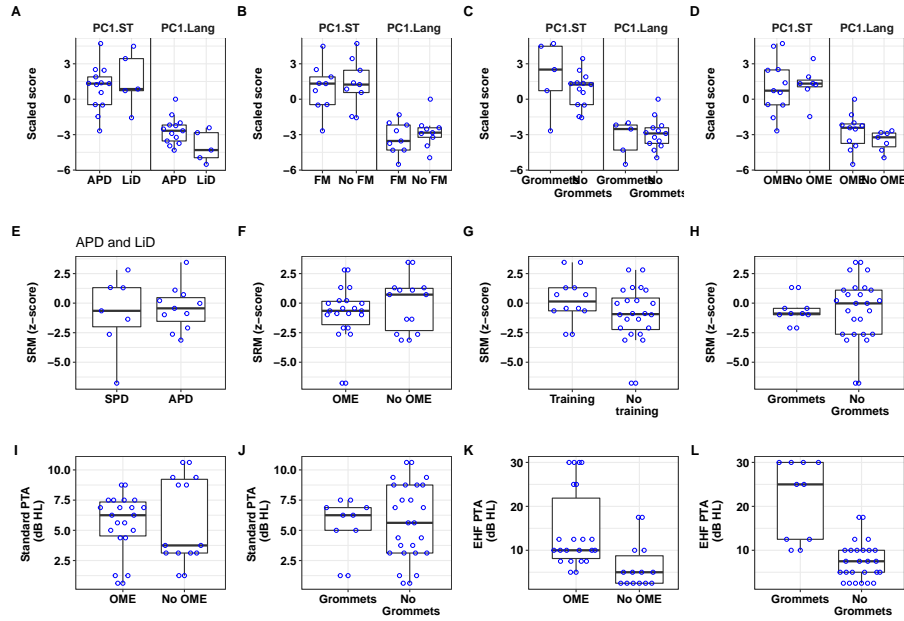 A
PC1.ST PC1.Lang
Scaled score
3
0
−3
−6
APD LiD APD LiD
B
PC1.ST PC1.Lang
Scaled score
3
0
−3
−6
FM No FM FM No FM
C
PC1.ST PC1.Lang
Scaled score
3
0
−3
−6
Grommets No Grommets No
Grommets Grommets
D
PC1.ST PC1.Lang
Scaled score
3
0
−3
−6
OME No OME OME No OME
E
APD and LiD
SRM (z−score)
2.5
0.0
−2.5
−5.0
SPD APD
F
SRM (z−score)
2.5
0.0
−2.5
−5.0
OME No OME
G
SRM (z−score)
2.5
0.0
−2.5
−5.0
Training No
training
H
SRM (z−score)
2.5
0.0
−2.5
−5.0
Grommets No
Grommets
I
Standard PTA
(dB HL)
10.0
7.5
5.0
2.5
OME No OME
J
Standard PTA
(dB HL)
10.0
7.5
5.0
2.5
Grommets No
Grommets
K
EHF PTA
(dB HL)
30
20
10
OME No OME
L
EHF PTA
(dB HL)
30
20
10
Grommets No
Grommets